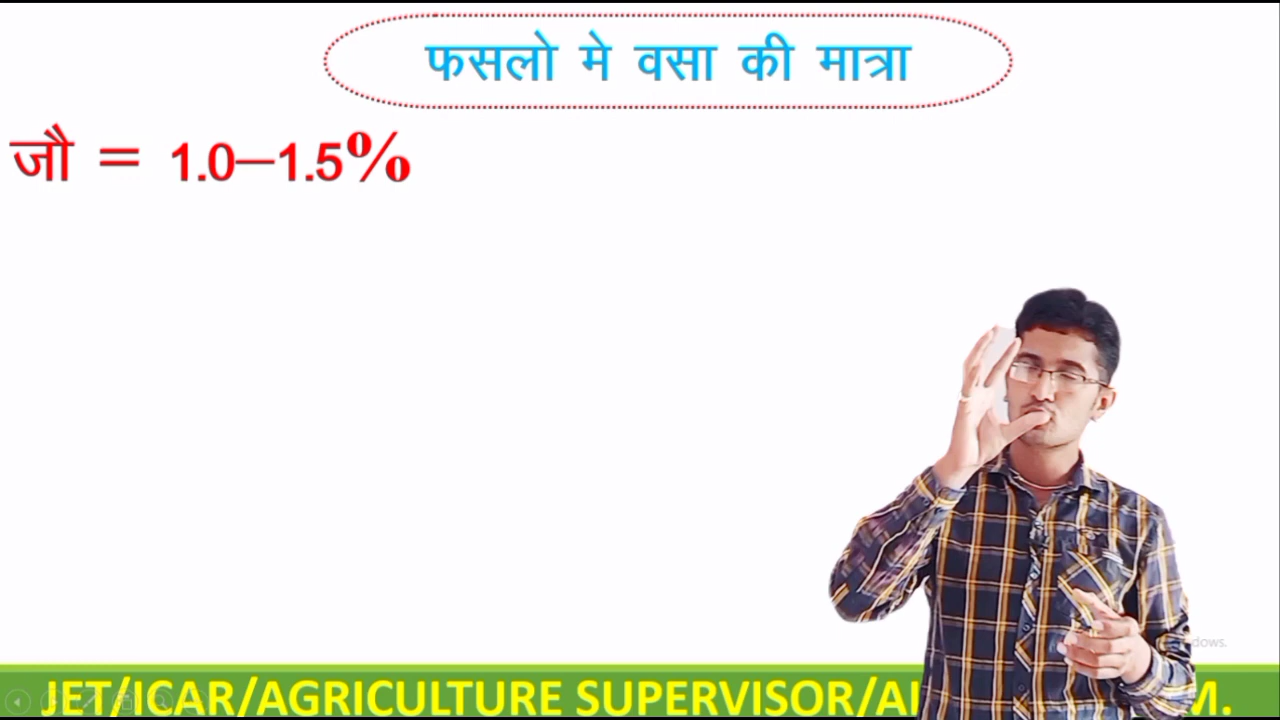 फसलो मे वसा की मात्रा
जौ = 1.0–1.5%
JET/ICAR/AGRICULTURE SUPERVISOR/